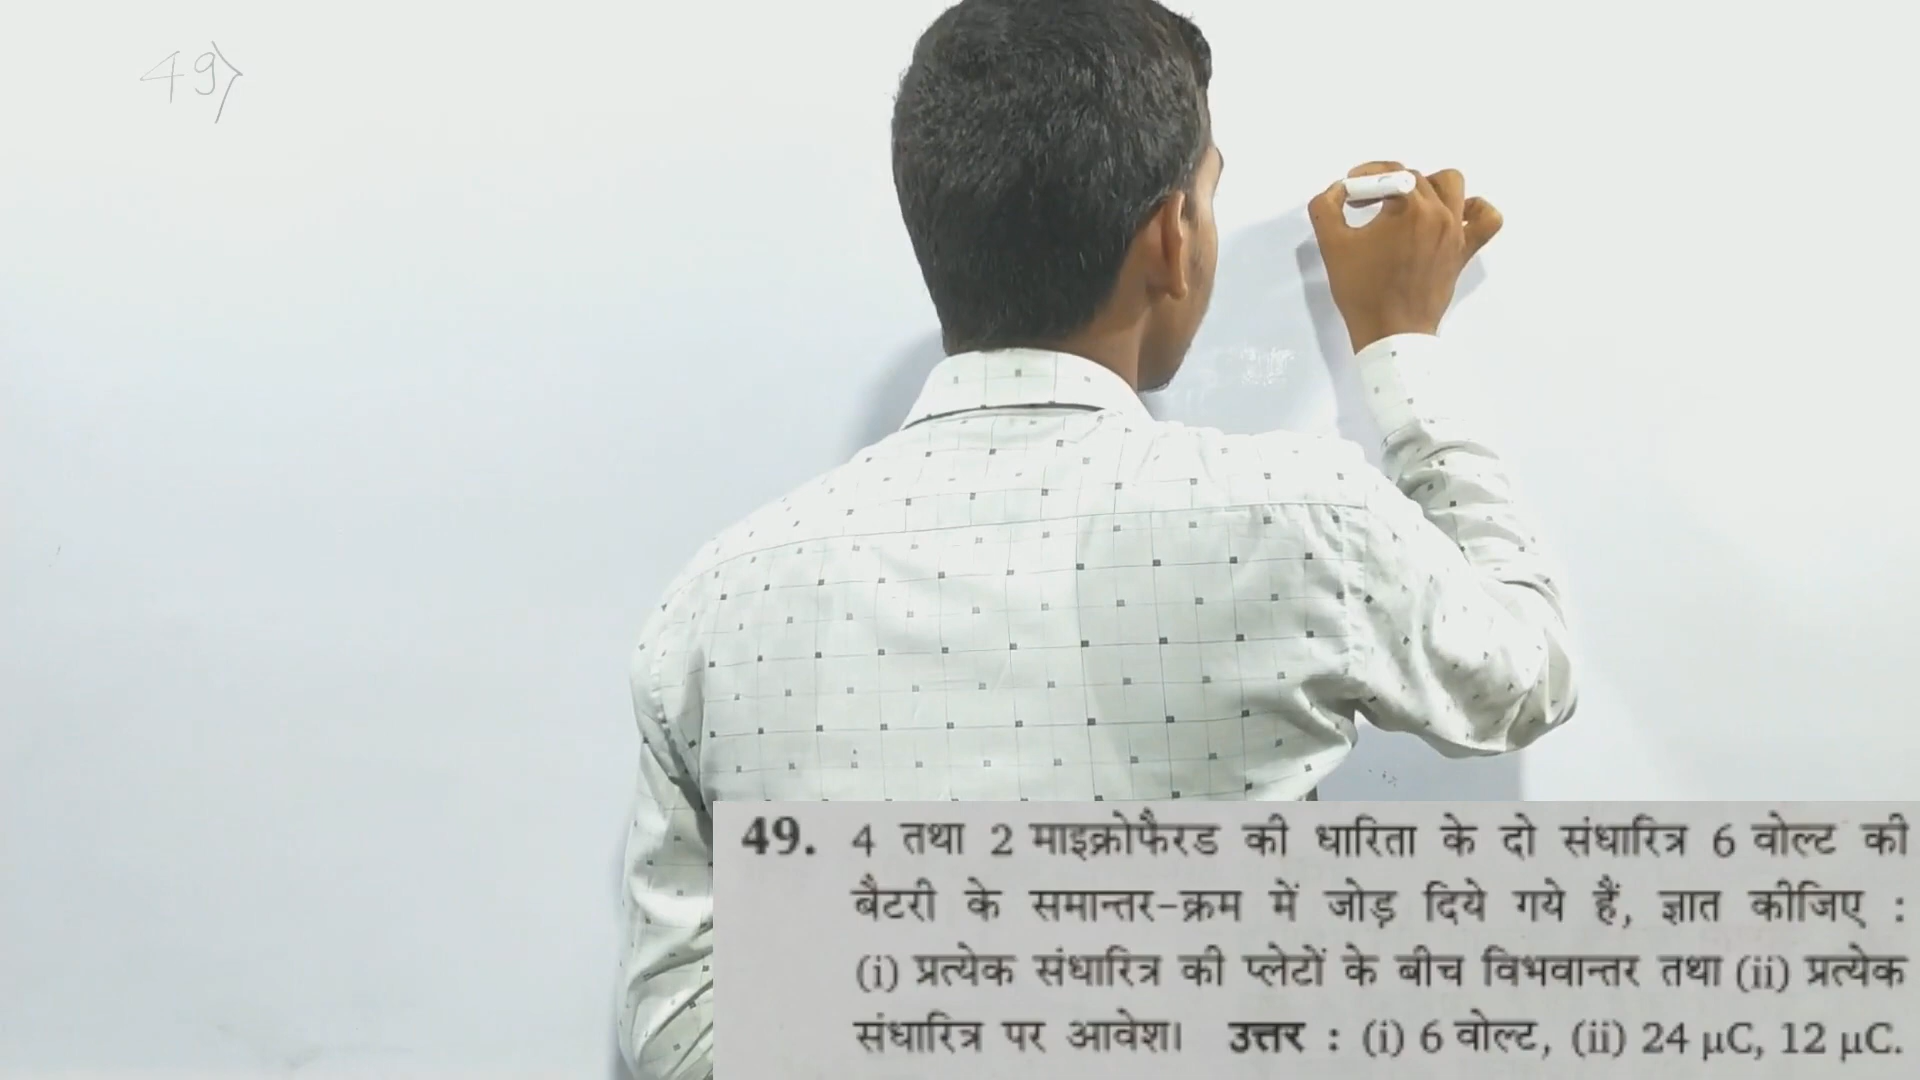 49)
49. 4 तथा 2 माइक्रोफैरड की धारिता के दो संधारित्र 6 वोल्ट की
बैटरी के समान्तर-क्रम में जोड़ दिये गये हैं, ज्ञात कीजिए :
(i) प्रत्येक संधारित्र की प्लेटों के बीच विभवान्तर तथा (ii) प्रत्येक
संधारित्र पर आवेश। उत्तर : (i) 6 वोल्ट, (ii) 24 μC, 12 μC.